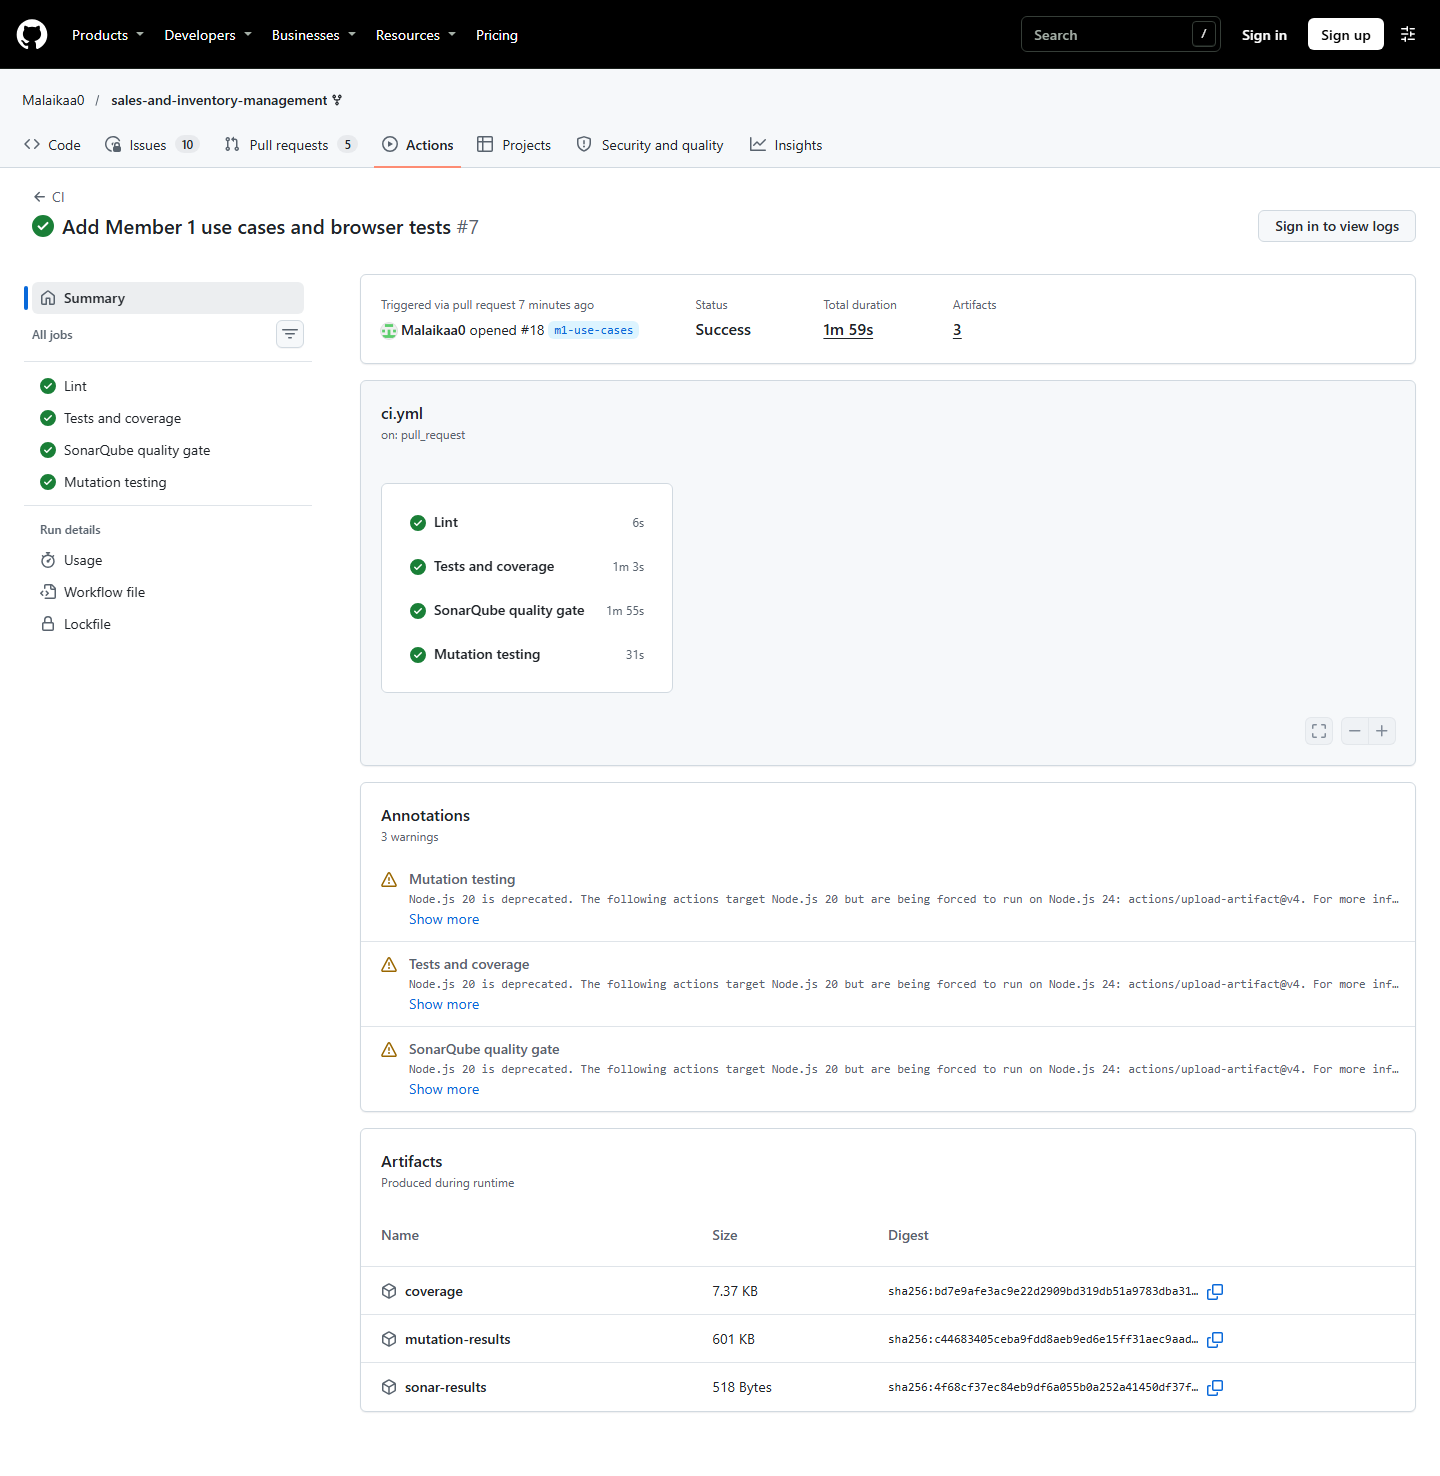 Products Developers Businesses Resources Pricing Search / Sign in Sign up
Malaikaa0 / sales-and-inventory-management
Code Issues 10 Pull requests 5 Actions Projects Security and quality Insights
CI
Add Member 1 use cases and browser tests #7
Sign in to view logs
Summary
All jobs
Lint
Tests and coverage
SonarQube quality gate
Mutation testing
Run details
Usage
Workflow file
Lockfile
Triggered via pull request 7 minutes ago
Malaikaa0 opened #18 m1-use-cases
Status
Success
Total duration
1m 59s
Artifacts
3
ci.yml
on: pull_request
Lint 6s
Tests and coverage 1m 3s
SonarQube quality gate 1m 55s
Mutation testing 31s
Annotations
3 warnings
Mutation testing
Node.js 20 is deprecated. The following actions target Node.js 20 but are being forced to run on Node.js 24: actions/upload-artifact@v4. For more inf…
Show more
Tests and coverage
Node.js 20 is deprecated. The following actions target Node.js 20 but are being forced to run on Node.js 24: actions/upload-artifact@v4. For more inf…
Show more
SonarQube quality gate
Node.js 20 is deprecated. The following actions target Node.js 20 but are being forced to run on Node.js 24: actions/upload-artifact@v4. For more inf…
Show more
Artifacts
Produced during runtime
Name Size Digest
coverage 7.37 KB sha256:bd7e9afe3ac9e22d2909bd319db51a9783dba31…
mutation-results 601 KB sha256:c44683405ceba9fdd8aeb9ed6e15ff31aec9aad…
sonar-results 518 Bytes sha256:4f68cf37ec84eb9df6a055b0a252a41450df37f…